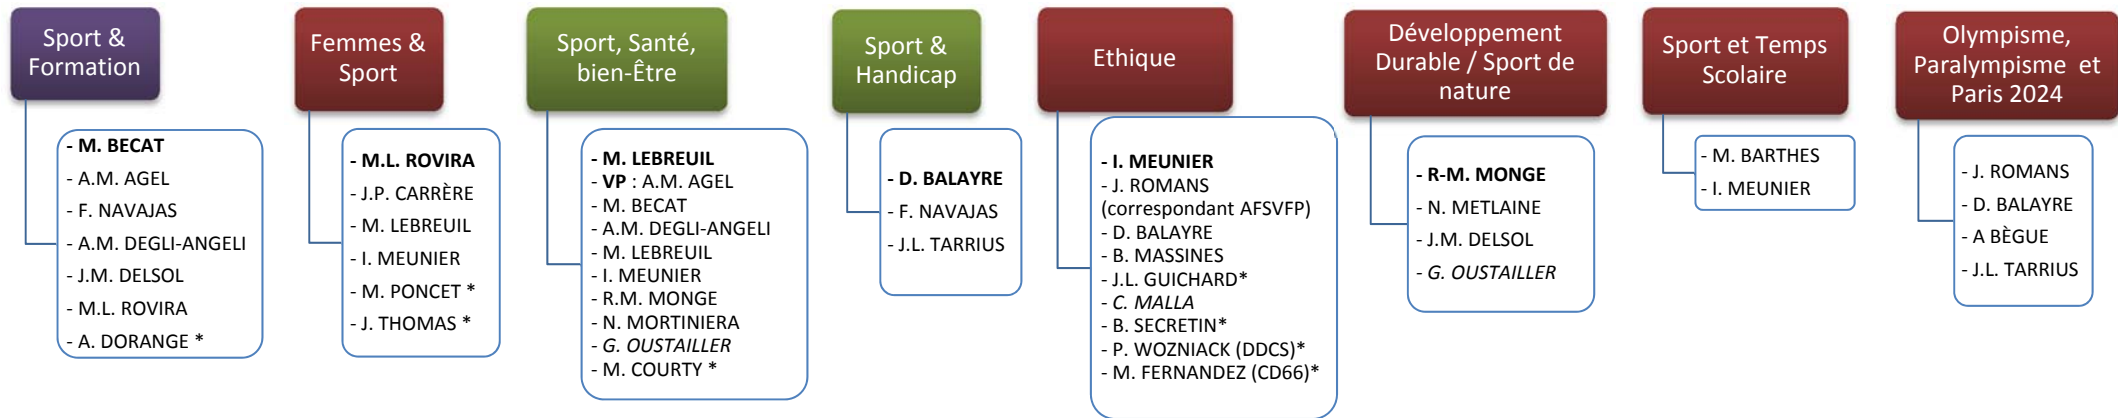 Sport &
Formation
- M. BECAT
- A.M. AGEL
- F. NAVAJAS
- A.M. DEGLI-ANGELI
- J.M. DELSOL
- M.L. ROVIRA
- A. DORANGE *
Femmes &
Sport
- M.L. ROVIRA
- J.P. CARRÈRE
- M. LEBREUIL
- I. MEUNIER
- M. PONCET *
- J. THOMAS *
Sport, Santé,
bien-Être
- M. LEBREUIL
- VP : A.M. AGEL
- M. BECAT
- A.M. DEGLI-ANGELI
- M. LEBREUIL
- I. MEUNIER
- R.M. MONGE
- N. MORTINIERA
- G. OUSTAILLER
- M. COURTY *
Sport &
Handicap
- D. BALAYRE
- F. NAVAJAS
- J.L. TARRIUS
Ethique
- I. MEUNIER
- J. ROMANS
(correspondant AFSVFP)
- D. BALAYRE
- B. MASSINES
- J.L. GUICHARD*
- C. MALLA
- B. SECRETIN*
- P. WOZNIACK (DDCS)*
- M. FERNANDEZ (CD66)*
Développement
Durable / Sport de
nature
- R-M. MONGE
- N. METLAINE
- J.M. DELSOL
- G. OUSTAILLER
Sport et Temps
Scolaire
- M. BARTHES
- I. MEUNIER
Olympisme,
Paralympisme et
Paris 2024
- J. ROMANS
- D. BALAYRE
- A BÈGUE
- J.L. TARRIUS